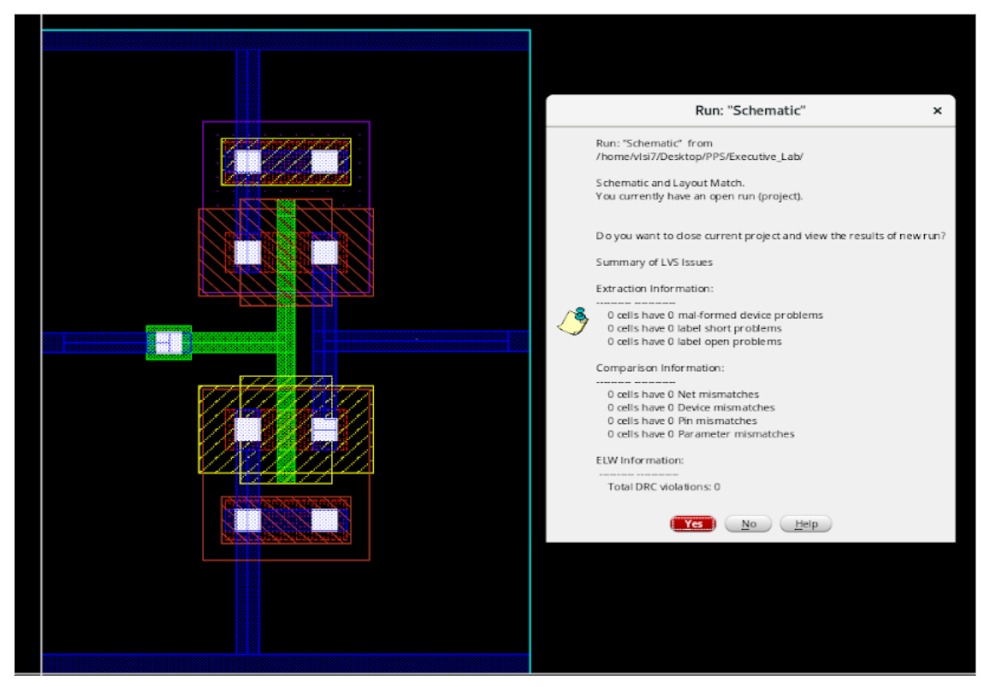 Run: "Schematic"
×
Run: "Schematic" from
/home/vlsi7/Desktop/PPS/Executive_Lab/
Schematic and Layout Match.
You currently have an open run (project).
Do you want to close current project and view the results of new run?
Summary of LVS Issues
Extraction Information:
---------- ------------
0 cells have 0 mal-formed device problems
0 cells have 0 label short problems
0 cells have 0 label open problems
Comparison Information:
---------- ------------
0 cells have 0 Net mismatches
0 cells have 0 Device mismatches
0 cells have 0 Pin mismatches
0 cells have 0 Parameter mismatches
ELW Information:
---------- ------------
Total DRC violations: 0
Yes No Help